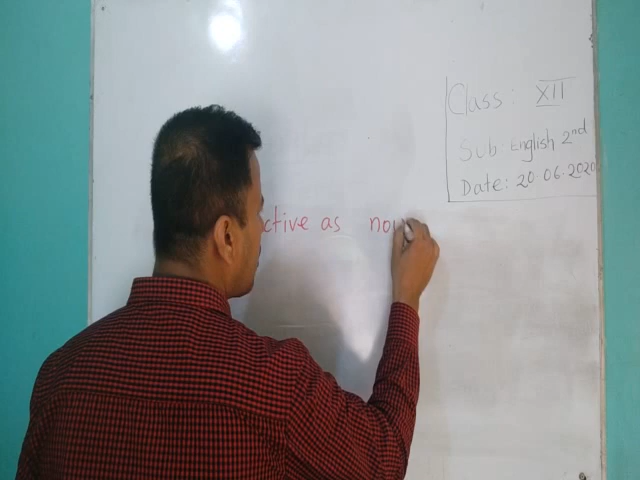 Class: XII
Sub English 2nd
Date: 20.06.2020
ctive as no